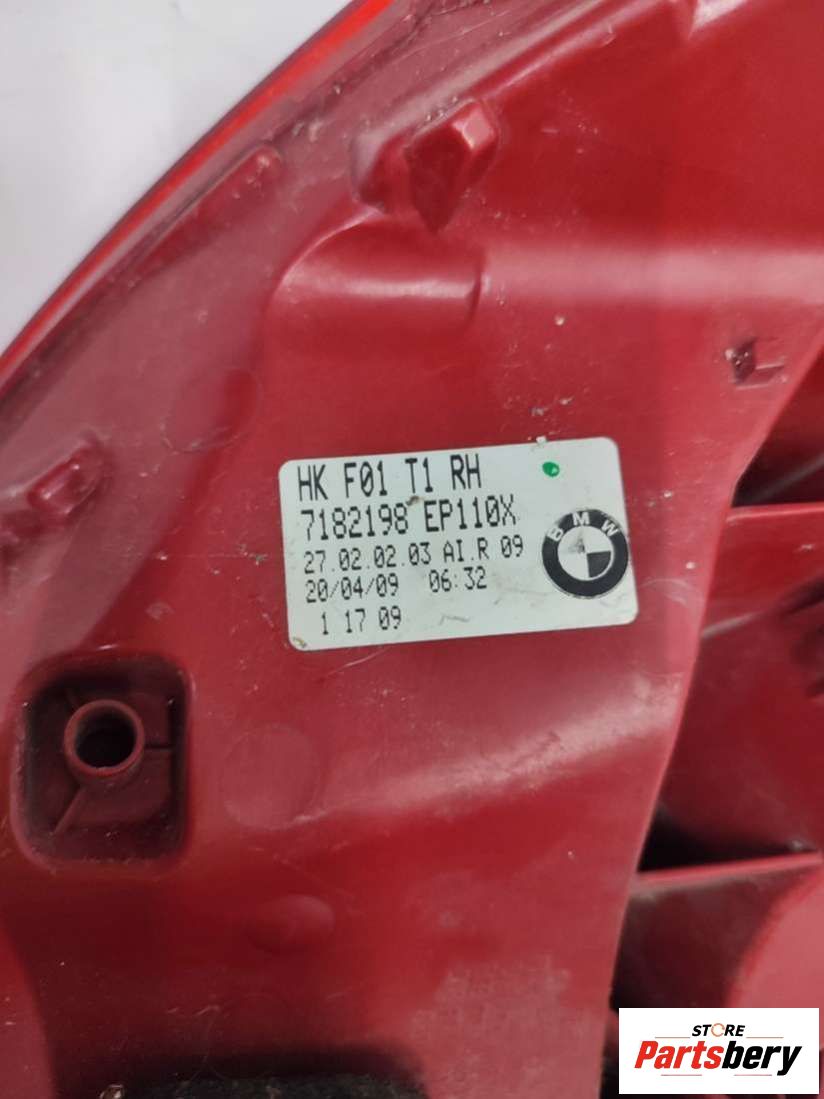 HK F01 T1 RH
7182198 EP110X
27.02.02.03 AI.R 09
20/04/09 06:32
1 17 09
BMW
STORE
Partsbery